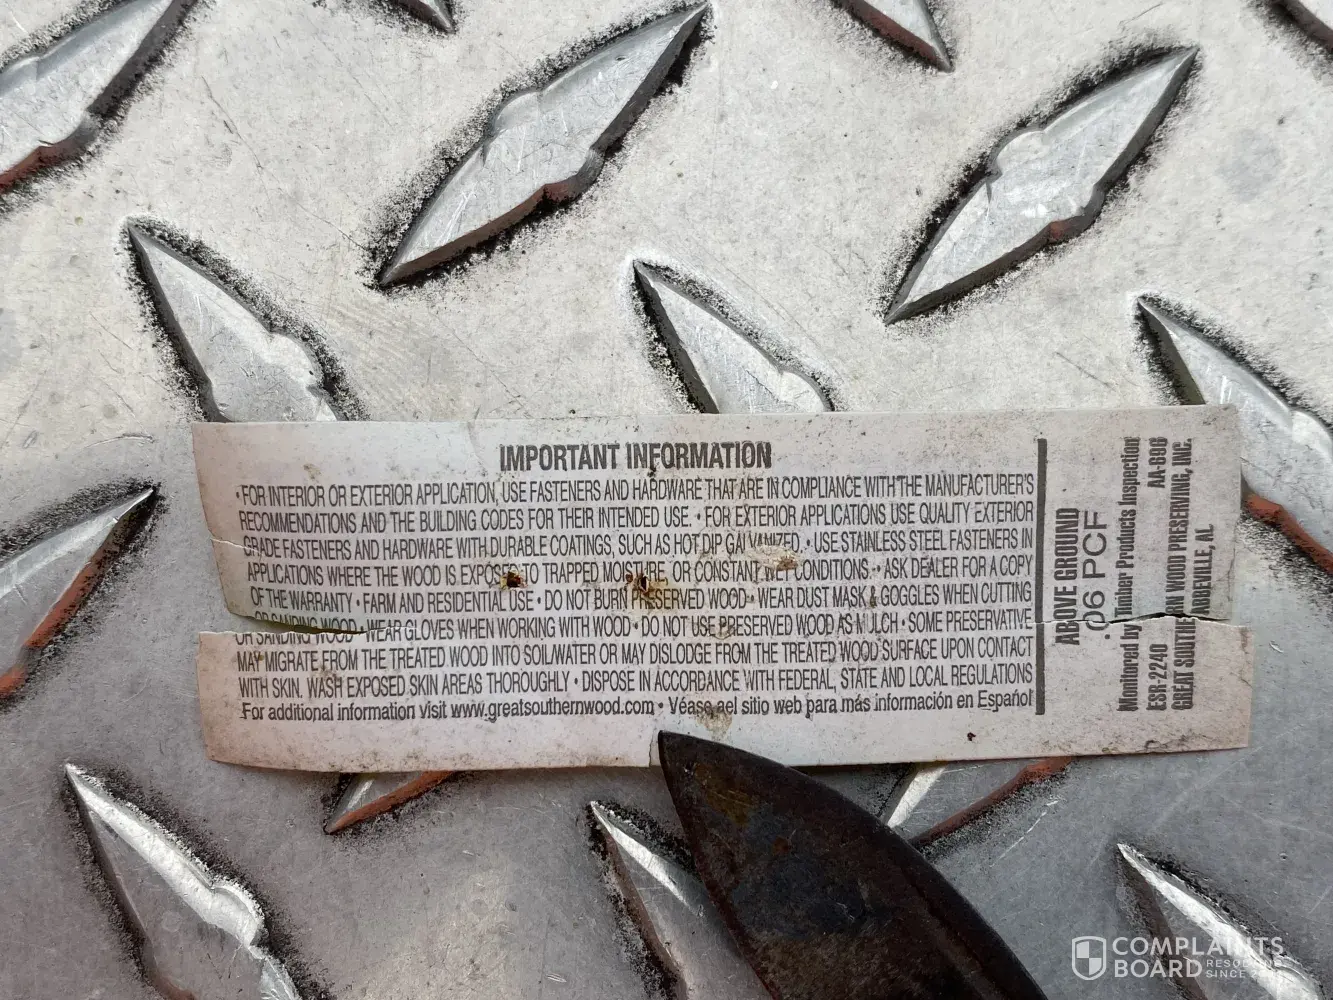 IMPORTANT INFORMATION
• FOR INTERIOR OR EXTERIOR APPLICATION, USE FASTENERS AND HARDWARE THAT ARE IN COMPLIANCE WITH THE MANUFACTURER'S
RECOMMENDATIONS AND THE BUILDING CODES FOR THEIR INTENDED USE. • FOR EXTERIOR APPLICATIONS USE QUALITY EXTERIOR
GRADE FASTENERS AND HARDWARE WITH DURABLE COATINGS, SUCH AS HOT DIP GALVANIZED. • USE STAINLESS STEEL FASTENERS IN
APPLICATIONS WHERE THE WOOD IS EXPOSED TO TRAPPED MOISTURE, OR CONSTANT WET CONDITIONS. • ASK DEALER FOR A COPY
OF THE WARRANTY • FARM AND RESIDENTIAL USE • DO NOT BURN PRESERVED WOOD • WEAR DUST MASK & GOGGLES WHEN CUTTING
OR SANDING WOOD • WEAR GLOVES WHEN WORKING WITH WOOD • DO NOT USE PRESERVED WOOD AS MULCH • SOME PRESERVATIVE
MAY MIGRATE FROM THE TREATED WOOD INTO SOIL/WATER OR MAY DISLODGE FROM THE TREATED WOOD SURFACE UPON CONTACT
WITH SKIN. WASH EXPOSED SKIN AREAS THOROUGHLY • DISPOSE IN ACCORDANCE WITH FEDERAL, STATE AND LOCAL REGULATIONS
For additional information visit www.greatsouthernwood.com • Véase el sitio web para más información en Español
ABOVE GROUND
.06 PCF
Monitored by Timber Products Inspection
ESR-2240 AA-696
GREAT SOUTHERN WOOD PRESERVING, INC.
ABBEVILLE, AL
COMPLAINTS
BOARD
SINCE